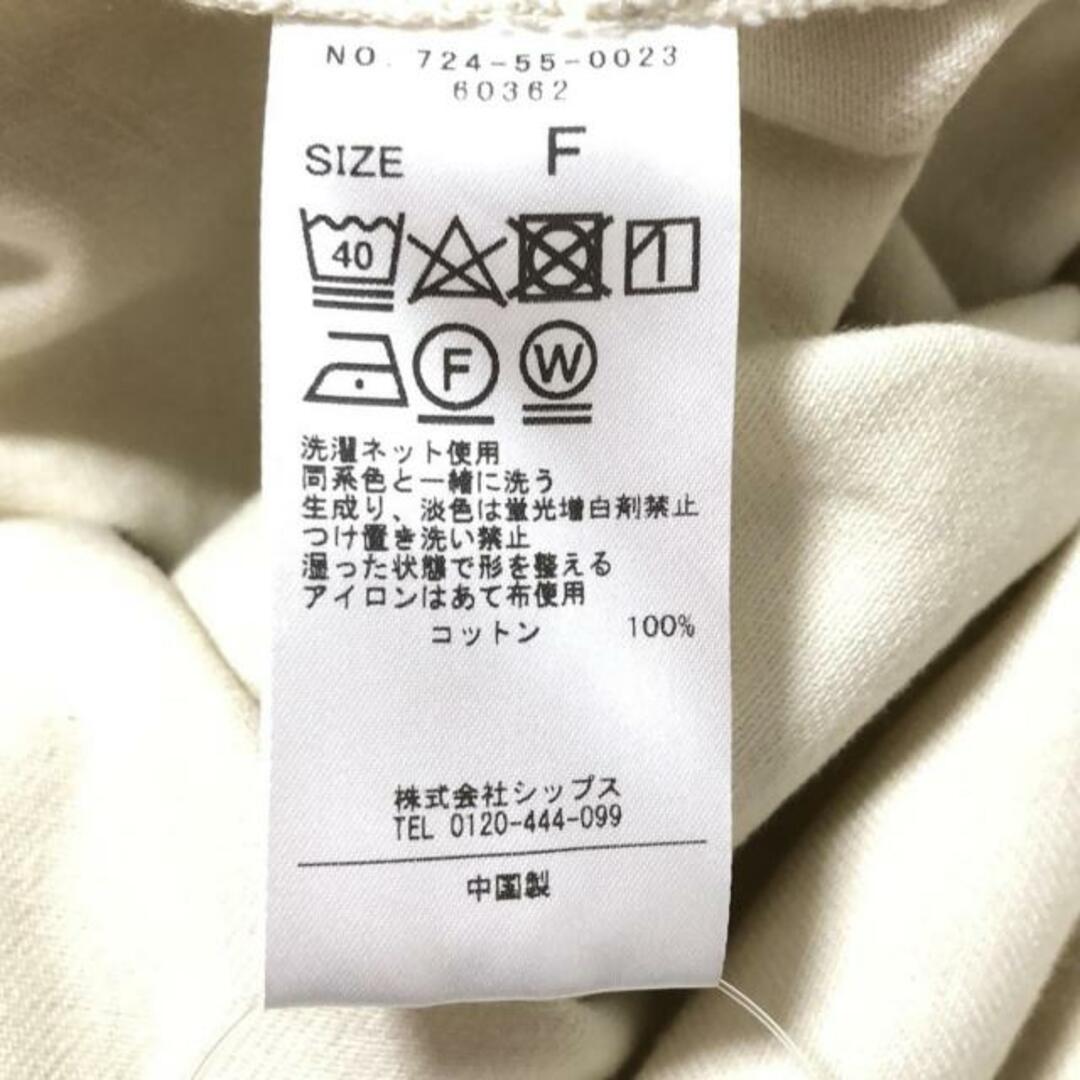 NO. 724-55-0023
60362
SIZE F
40
F W
洗濯ネット使用
同系色と一緒に洗う
生成り、淡色は蛍光増白剤禁止
つけ置き洗い禁止
湿った状態で形を整える
アイロンはあて布使用
コットン 100%
株式会社シップス
TEL 0120-444-099
中国製